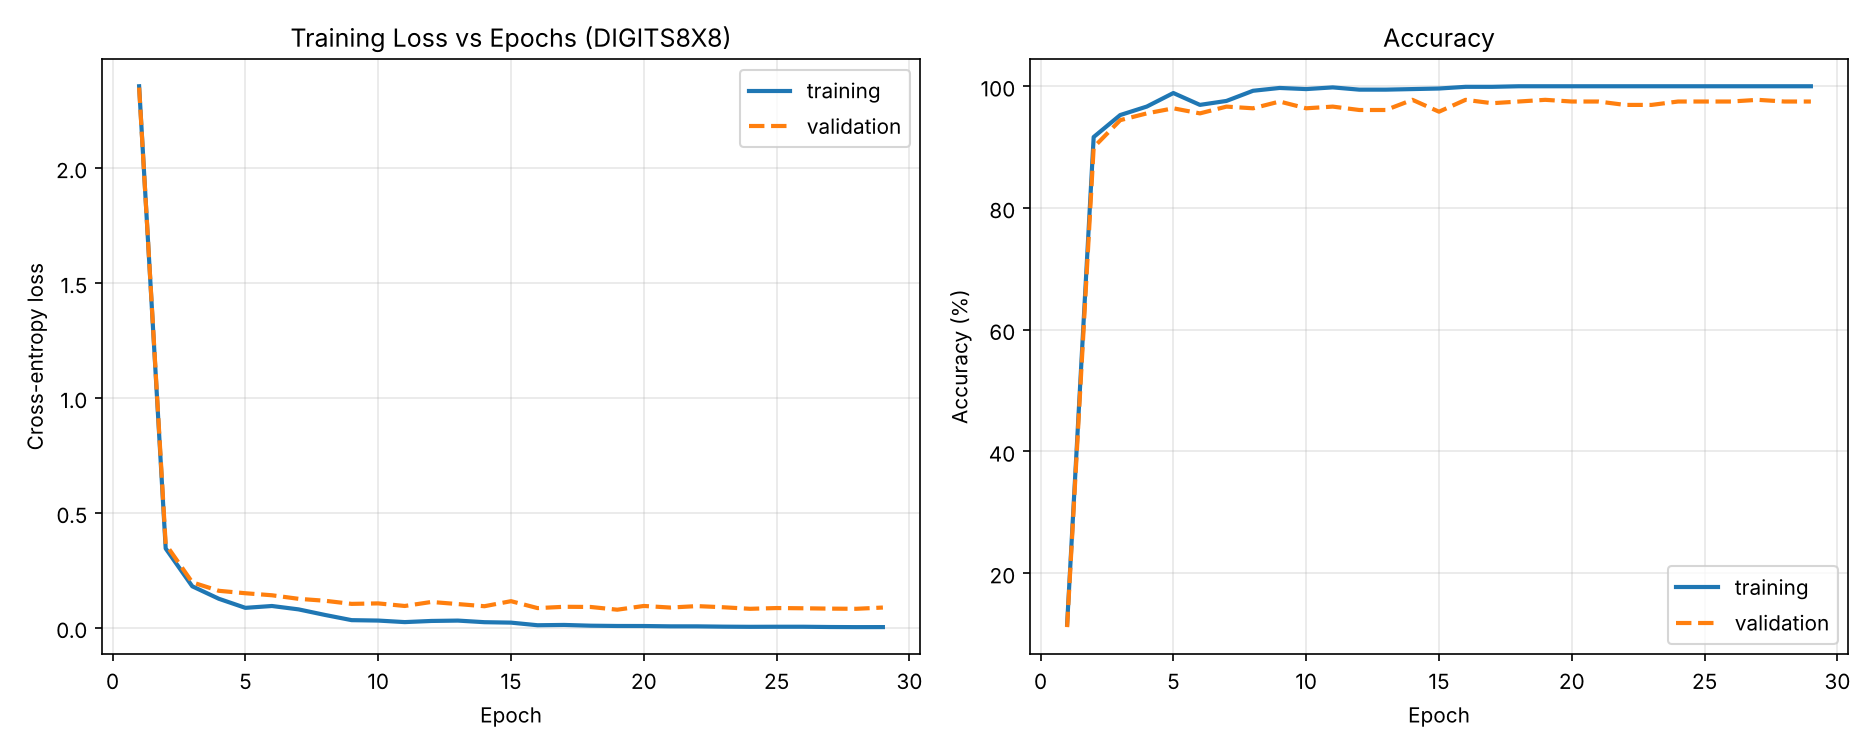 Training Loss vs Epochs (DIGITS8X8)
training
validation
2.0
1.5
1.0
0.5
0.0
Cross-entropy loss
0 5 10 15 20 25 30
Epoch
Accuracy
100
80
60
40
20
Accuracy (%)
training
validation
0 5 10 15 20 25 30
Epoch